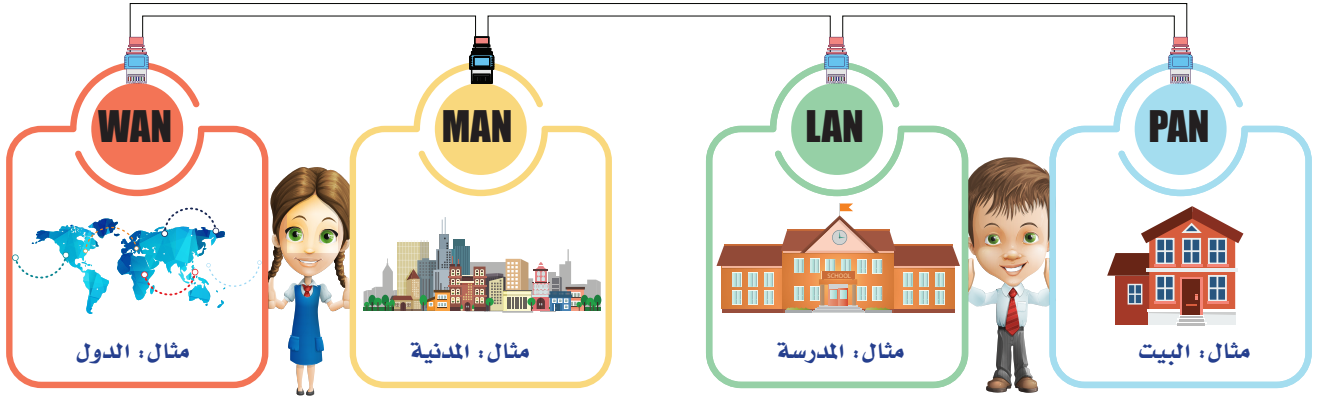 PAN
مثال: البيت
LAN
SCHOOL
مثال: المدرسة
MAN
مثال: المدنية
WAN
مثال: الدول